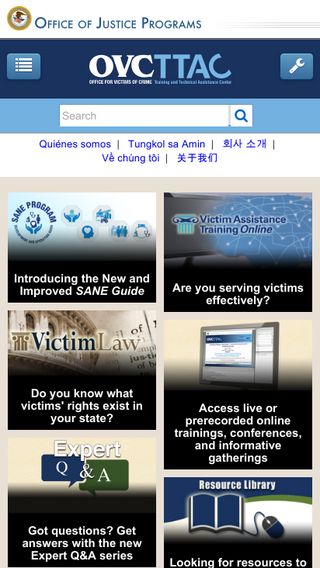 OFFICE OF JUSTICE PROGRAMS
OVCTTAC
OFFICE FOR VICTIMS OF CRIME Training and Technical Assistance Center
Search
Quiénes somos | Tungkol sa Amin | 회사 소개 |
Về chúng tôi | 关于我们
SANE PROGRAM
Introducing the New and
Improved SANE Guide
Victim Assistance
Training Online
Are you serving victims
effectively?
VICTIMLAW
Do you know what
victims' rights exist in
your state?
OVCTTAC
Access live or
prerecorded online
trainings, conferences,
and informative
gatherings
Expert
Q & A
Got questions? Get
answers with the new
Expert Q&A series
Resource Library
Looking for resources to